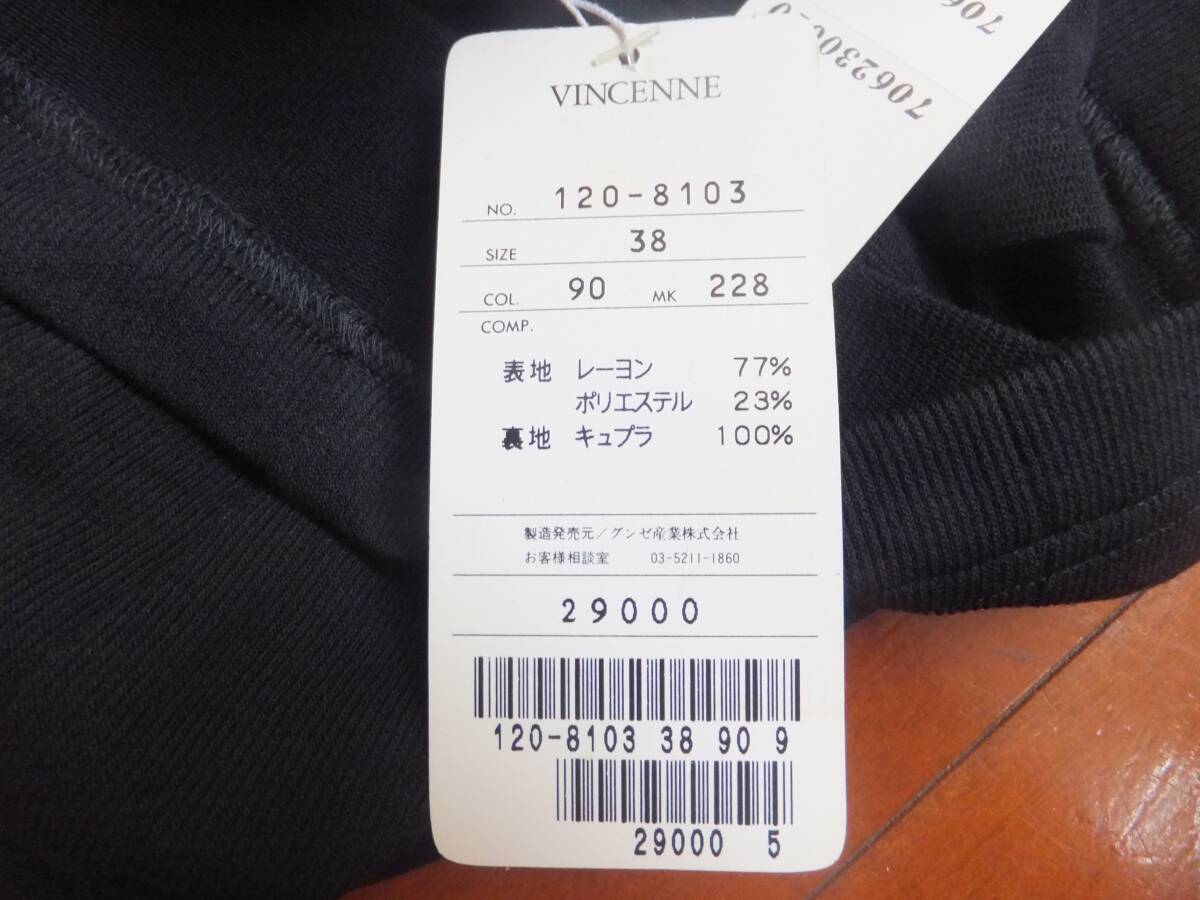 VINCENNE
NO. 120-8103
SIZE 38
COL. 90 MK 228
COMP.
表地 レーヨン 77%
ポリエステル 23%
裏地 キュプラ 100%
製造発売元/グンゼ産業株式会社
お客様相談室 03-5211-1860
29000
120-8103 38 90 9
29000 5